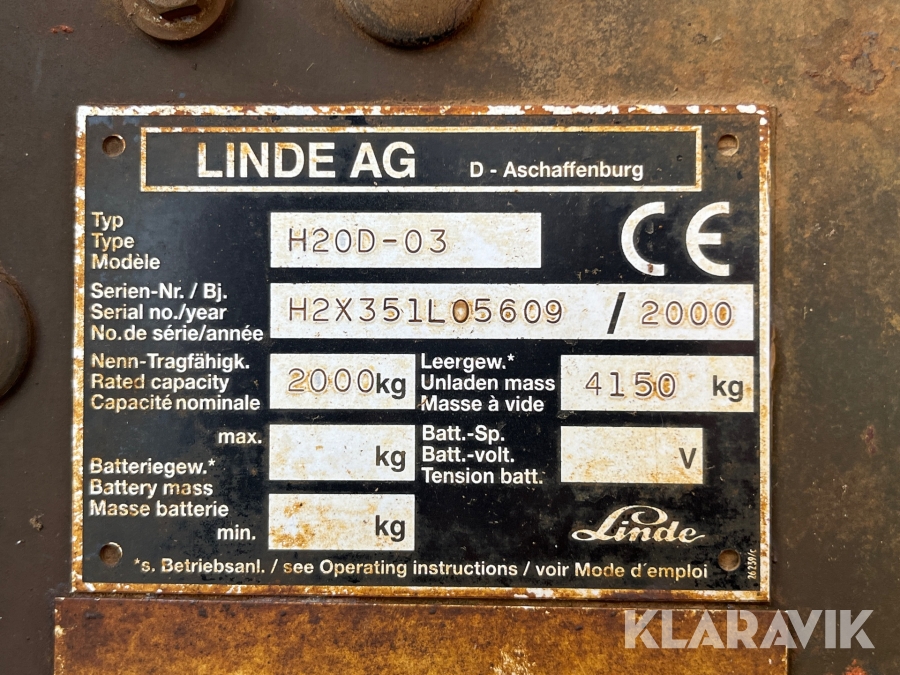 LINDE AG D - Aschaffenburg
Typ
Type
Modèle
H20D-03
CE
Serien-Nr. / Bj.
Serial no./year
No.de série/année
H2X351L05609 / 2000
Nenn-Tragfähigk.
Rated capacity
Capacité nominale
2000 kg
Leergew.*
Unladen mass
Masse à vide
4150 kg
max.
kg
Batteriegew.*
Battery mass
Masse batterie
min.
kg
Batt.-Sp.
Batt.-volt.
Tension batt.
V
Linde
*s. Betriebsanl. / see Operating instructions / voir Mode d'emploi
KLARAVIK